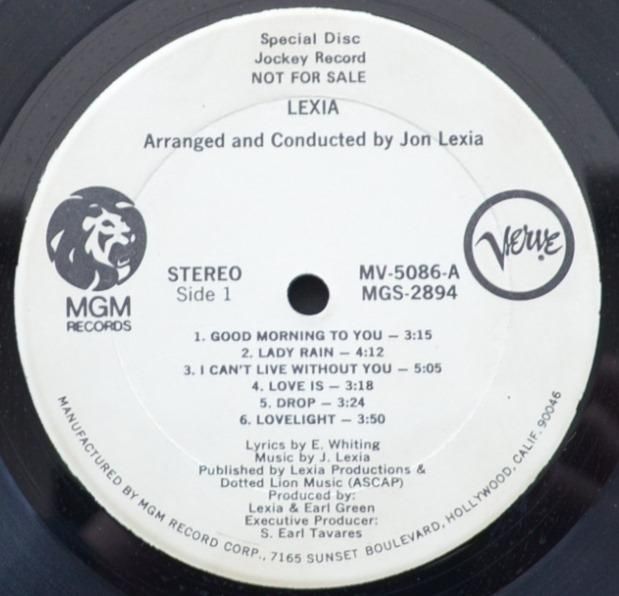 Special Disc
Jockey Record
NOT FOR SALE
LEXIA
Arranged and Conducted by Jon Lexia
MGM
RECORDS
STEREO
Side 1
MV-5086-A
MGS-2894
Verve
1. GOOD MORNING TO YOU — 3:15
2. LADY RAIN — 4:12
3. I CAN'T LIVE WITHOUT YOU — 5:05
4. LOVE IS — 3:18
5. DROP — 3:24
6. LOVELIGHT — 3:50
Lyrics by E. Whiting
Music by J. Lexia
Published by Lexia Productions &
Dotted Lion Music (ASCAP)
Produced by:
Lexia & Earl Green
Executive Producer:
S. Earl Tavares
MANUFACTURED BY MGM RECORD CORP., 7165 SUNSET BOULEVARD, HOLLYWOOD, CALIF. 90046